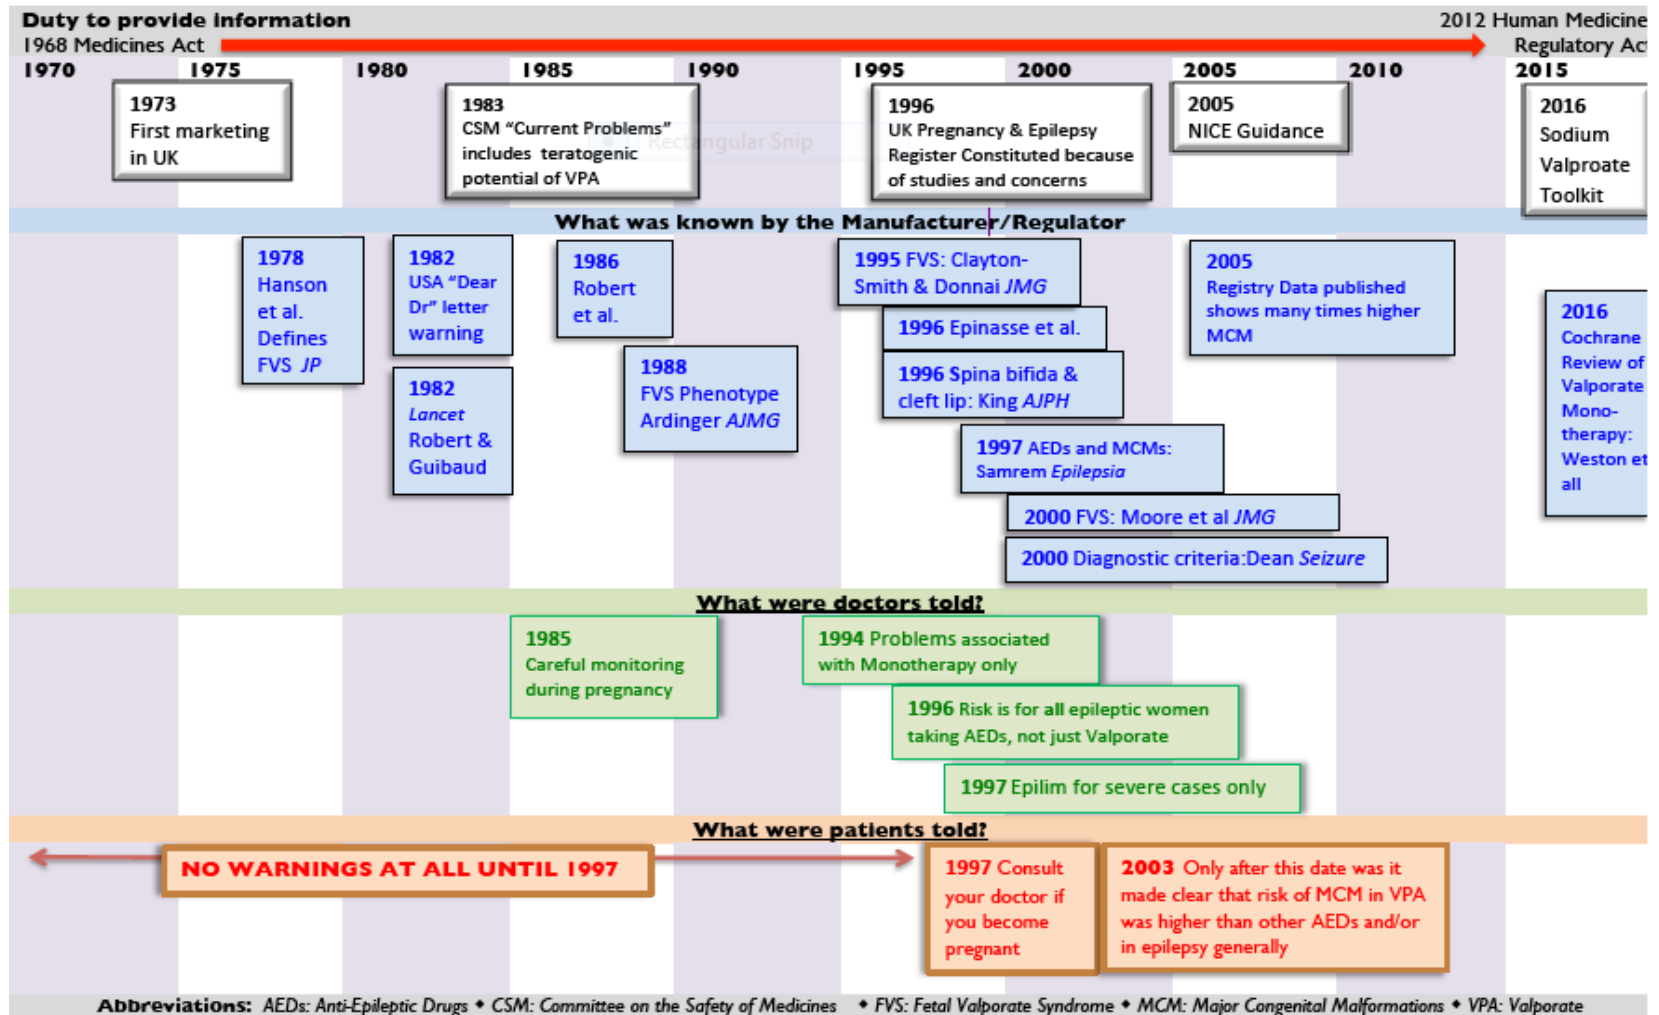 Duty to provide information
2012 Human Medicine
1968 Medicines Act
Regulatory Act
1970 1975 1980 1985 1990 1995 2000 2005 2010 2015
1973
First marketing
in UK
1983
CSM “Current Problems”
includes teratogenic
potential of VPA
Rectangular Snip
1996
UK Pregnancy & Epilepsy
Register Constituted because
of studies and concerns
2005
NICE Guidance
2016
Sodium
Valproate
Toolkit
What was known by the Manufacturer/Regulator
1978
Hanson
et al.
Defines
FVS JP
1982
USA “Dear
Dr” letter
warning
1982
Lancet
Robert &
Guibaud
1986
Robert
et al.
1988
FVS Phenotype
Ardinger AJMG
1995 FVS: Clayton-
Smith & Donnai JMG
1996 Epinasse et al.
1996 Spina bifida &
cleft lip: King AJPH
1997 AEDs and MCMs:
Samrem Epilepsia
2000 FVS: Moore et al JMG
2000 Diagnostic criteria:Dean Seizure
2005
Registry Data published
shows many times higher
MCM
2016
Cochrane
Review of
Valporate
Mono-
therapy:
Weston et
all
What were doctors told?
1985
Careful monitoring
during pregnancy
1994 Problems associated
with Monotherapy only
1996 Risk is for all epileptic women
taking AEDs, not just Valporate
1997 Epilim for severe cases only
What were patients told?
NO WARNINGS AT ALL UNTIL 1997
1997 Consult
your doctor if
you become
pregnant
2003 Only after this date was it
made clear that risk of MCM in VPA
was higher than other AEDs and/or
in epilepsy generally
Abbreviations: AEDs: Anti-Epileptic Drugs • CSM: Committee on the Safety of Medicines • FVS: Fetal Valporate Syndrome • MCM: Major Congenital Malformations • VPA: Valporate